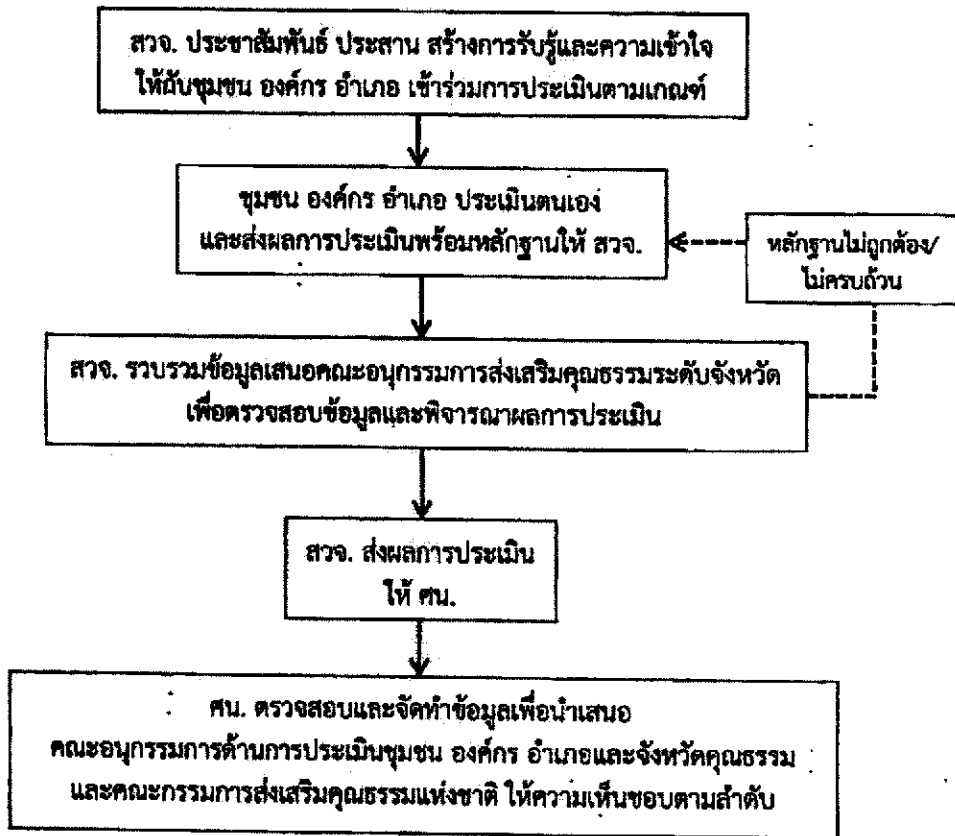 สวจ. ประชาสัมพันธ์ ประสาน สร้างการรับรู้และความเข้าใจ
ให้กับชุมชน องค์กร อำเภอ เข้าร่วมการประเมินตามเกณฑ์
ชุมชน องค์กร อำเภอ ประเมินตนเอง
และส่งผลการประเมินพร้อมหลักฐานให้ สวจ.
หลักฐานไม่ถูกต้อง/
ไม่ครบถ้วน
สวจ. รวบรวมข้อมูลเสนอคณะอนุกรรมการส่งเสริมคุณธรรมระดับจังหวัด
เพื่อตรวจสอบข้อมูลและพิจารณาผลการประเมิน
สวจ. ส่งผลการประเมิน
ให้ ศน.
ศน. ตรวจสอบและจัดทำข้อมูลเพื่อนำเสนอ
คณะอนุกรรมการด้านการประเมินชุมชน องค์กร อำเภอและจังหวัดคุณธรรม
และคณะกรรมการส่งเสริมคุณธรรมแห่งชาติ ให้ความเห็นชอบตามลำดับ